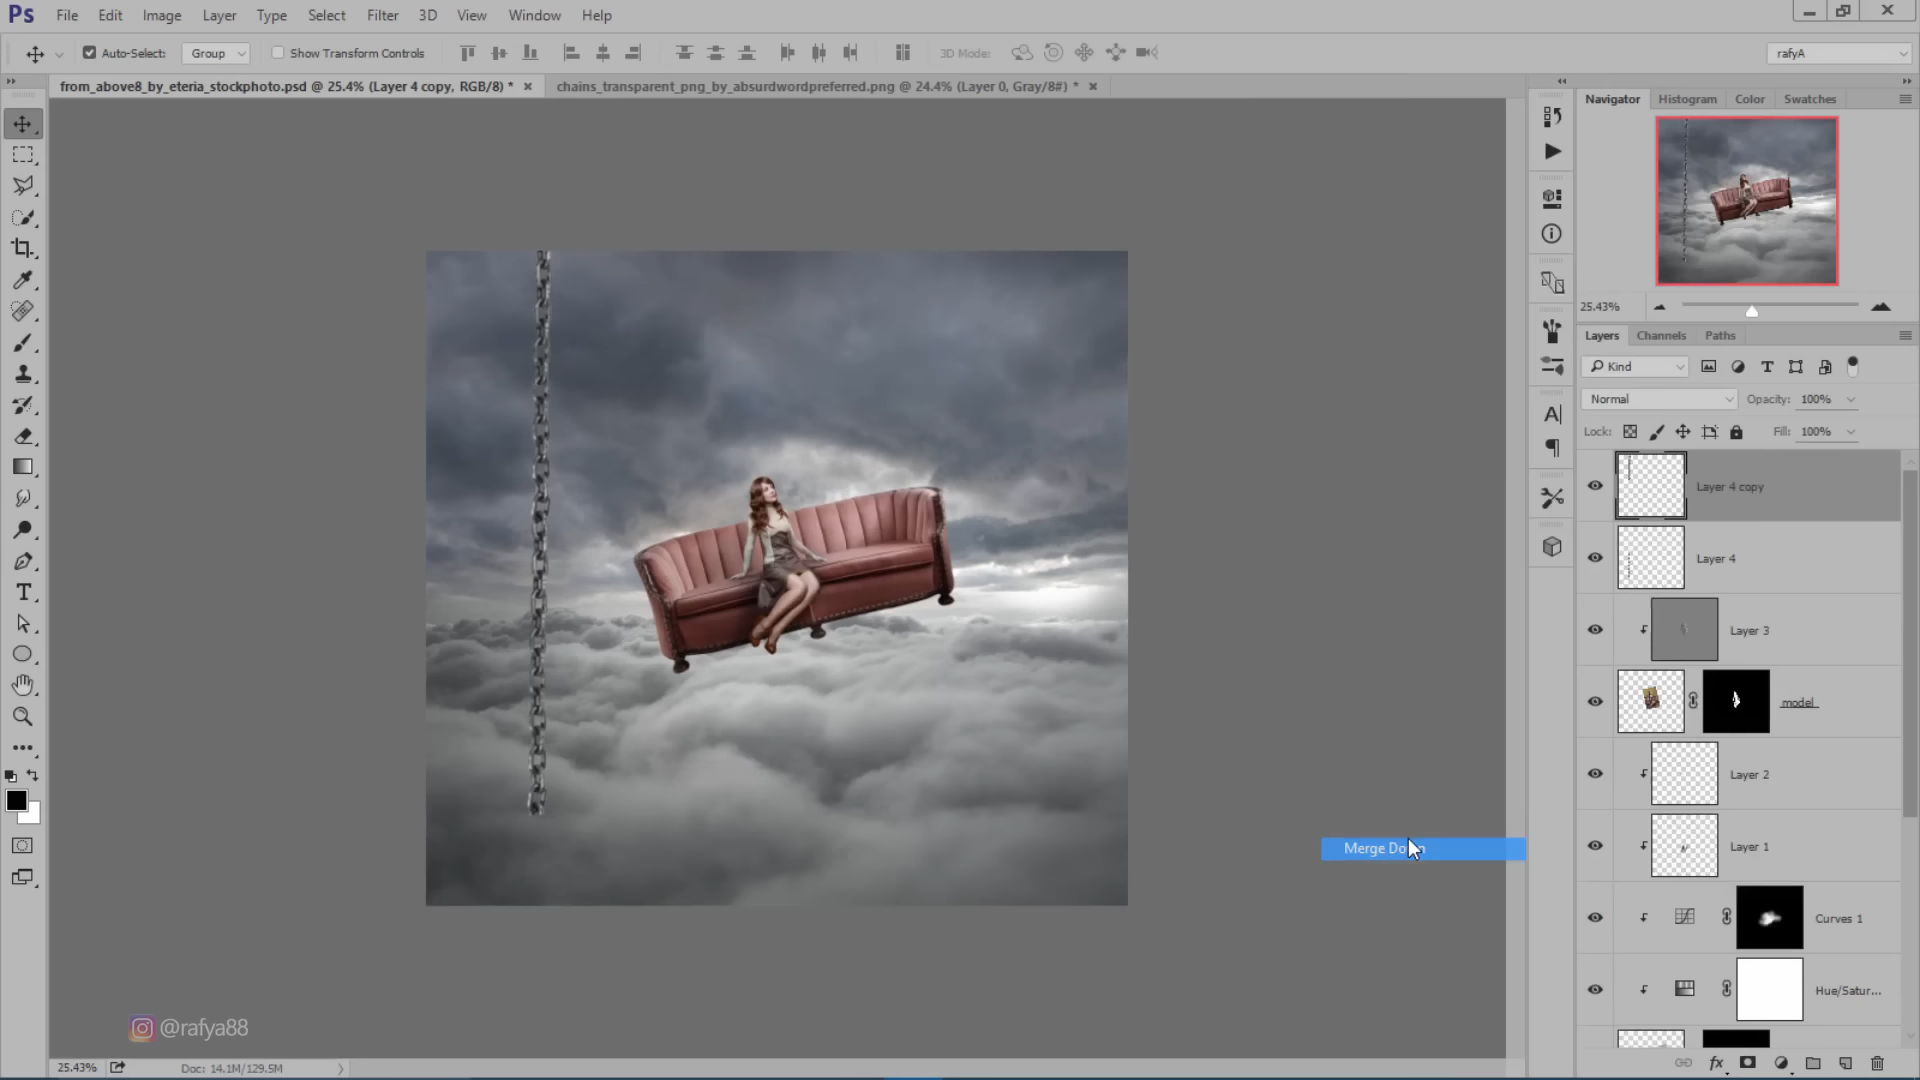 Ps File Edit Image Layer Type Select Filter 3D View Window Help
Auto-Select: Group Show Transform Controls 3D Mode: rafyA
from_above8_by_eteria_stockphoto.psd @ 25.4% (Layer 4 copy, RGB/8) * chains_transparent_png_by_absurdwordpreferred.png @ 24.4% (Layer 0, Gray/8#) *
Navigator Histogram Color Swatches
25.43%
Layers Channels Paths
Kind
Normal Opacity: 100%
Lock: Fill: 100%
Layer 4 copy
Layer 4
Layer 3
model
Layer 2
Layer 1
Merge Down
Curves 1
Hue/Satur...
@rafya88
25.43% Doc: 14.1M/129.5M